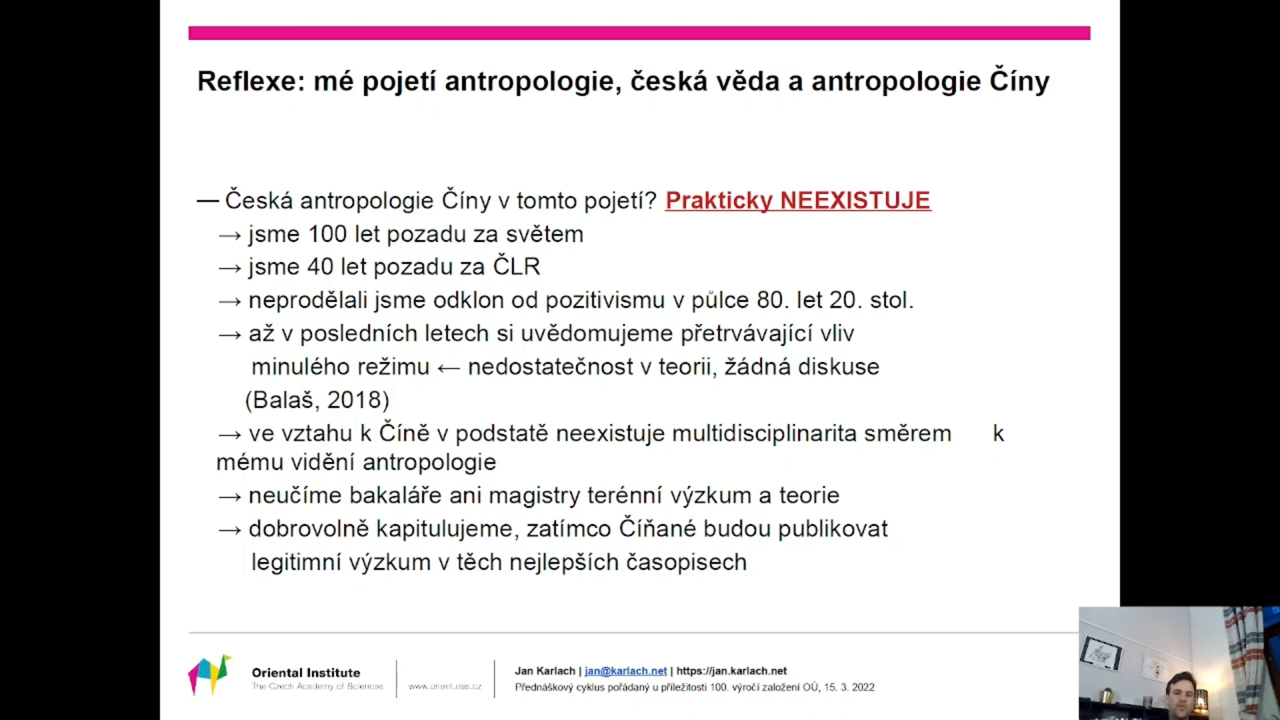 Reflexe: mé pojetí antropologie, česká věda a antropologie Číny
— Česká antropologie Číny v tomto pojetí? Prakticky NEEXISTUJE
→ jsme 100 let pozadu za světem
→ jsme 40 let pozadu za ČLR
→ neprodělali jsme odklon od pozitivismu v půlce 80. let 20. stol.
→ až v posledních letech si uvědomujeme přetrvávající vliv
minulého režimu ← nedostatečnost v teorii, žádná diskuse
(Balaš, 2018)
→ ve vztahu k Číně v podstatě neexistuje multidisciplinarita směrem k
mému vidění antropologie
→ neučíme bakaláře ani magistry terénní výzkum a teorie
→ dobrovolně kapitulujeme, zatímco Číňané budou publikovat
legitimní výzkum v těch nejlepších časopisech
Oriental Institute
The Czech Academy of Sciences
www.orient.cas.cz
Jan Karlach | jan@karlach.net | https://jan.karlach.net
Přednáškový cyklus pořádaný u příležitosti 100. výročí založení OÚ, 15. 3. 2022